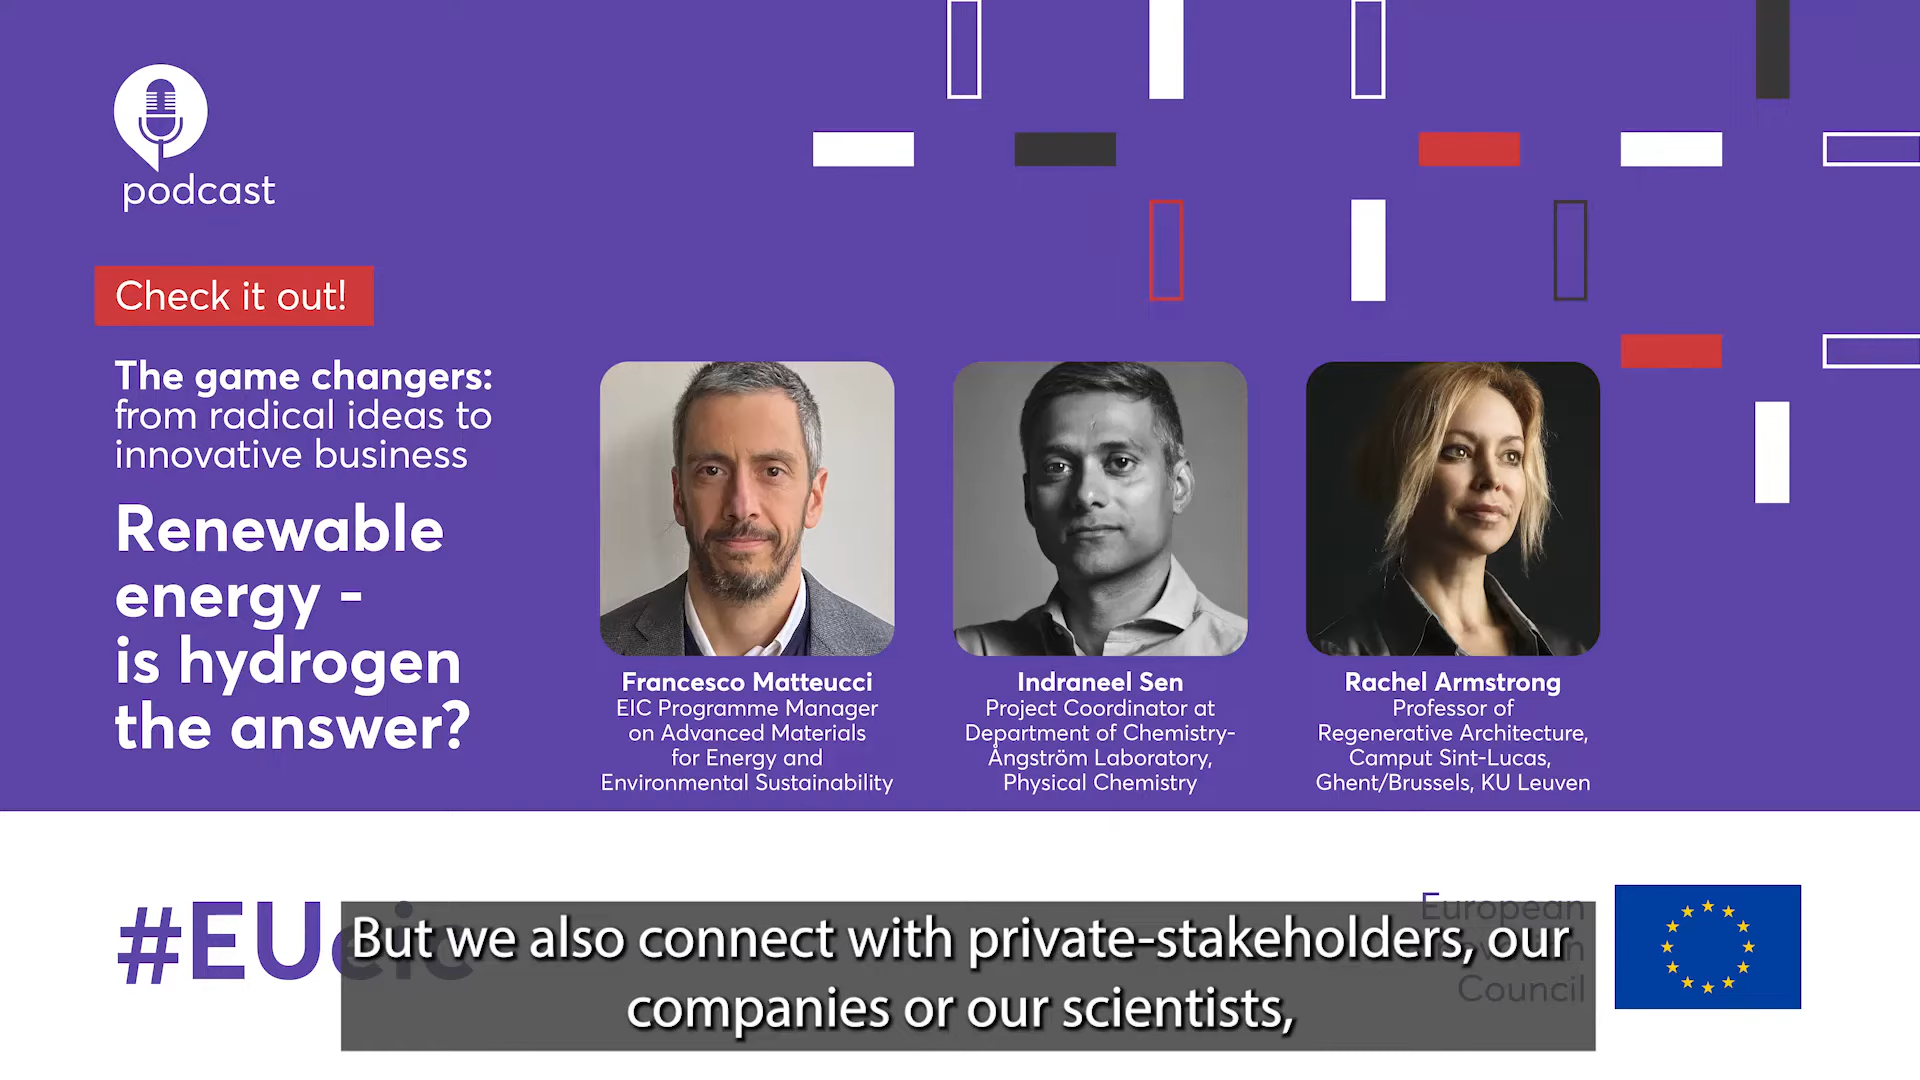 podcast
Check it out!
The game changers:
from radical ideas to
innovative business
Renewable
energy -
is hydrogen
the answer?
Francesco Matteucci
EIC Programme Manager
on Advanced Materials
for Energy and
Environmental Sustainability
Indraneel Sen
Project Coordinator at
Department of Chemistry-
Ångström Laboratory,
Physical Chemistry
Rachel Armstrong
Professor of
Regenerative Architecture,
Camput Sint-Lucas,
Ghent/Brussels, KU Leuven
#EUeic
European
Council
But we also connect with private-stakeholders, our
companies or our scientists,